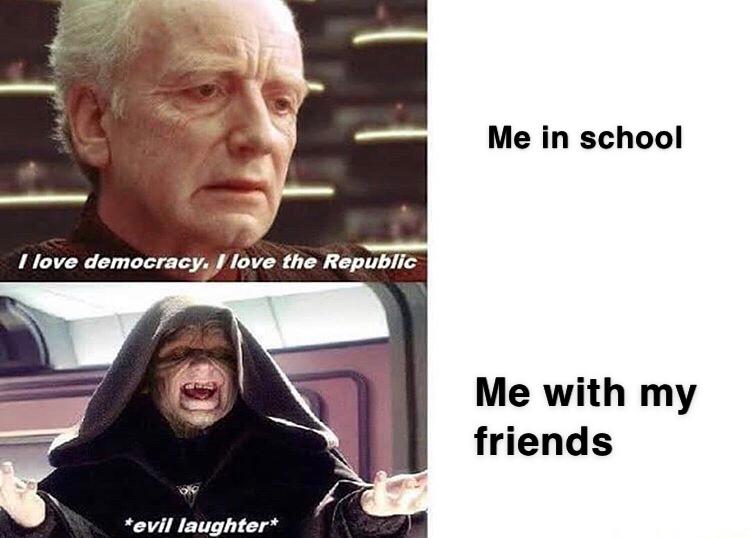 Me in school
I love democracy. I love the Republic
Me with my
friends
*evil laughter*